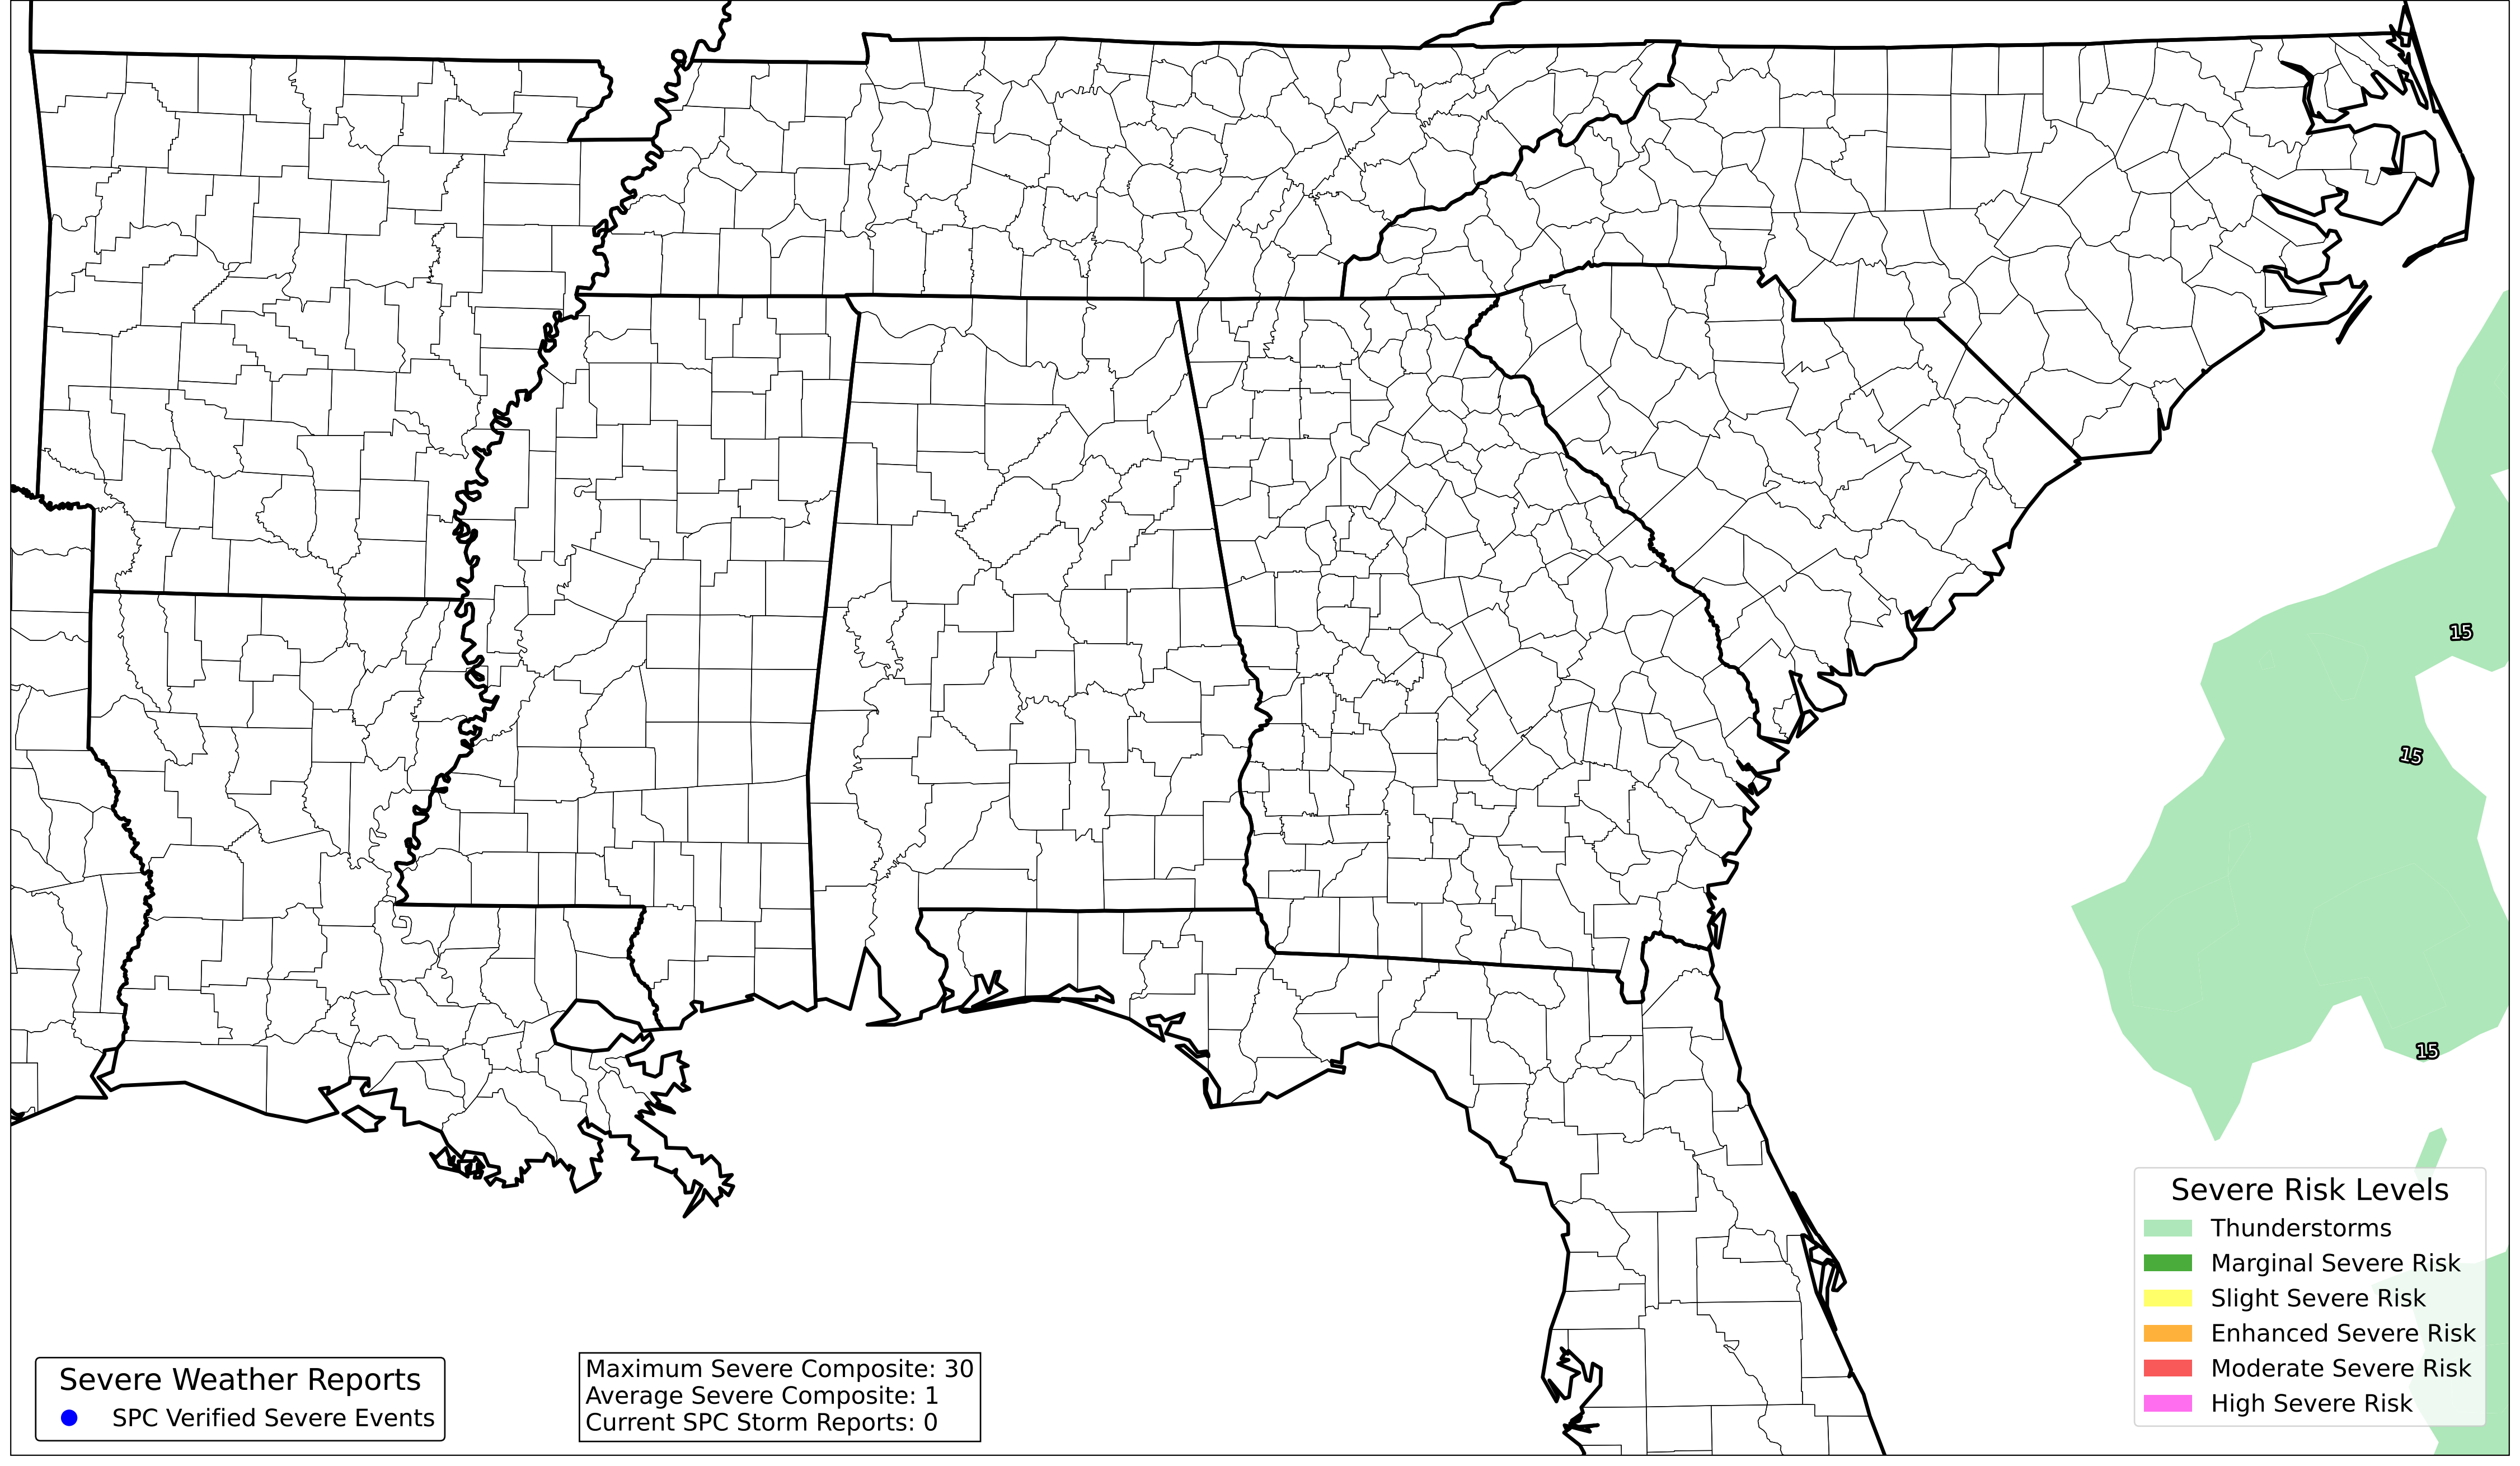 15
15
15
Severe Risk Levels
Thunderstorms
Marginal Severe Risk
Slight Severe Risk
Enhanced Severe Risk
Moderate Severe Risk
High Severe Risk
Severe Weather Reports
SPC Verified Severe Events
Maximum Severe Composite: 30
Average Severe Composite: 1
Current SPC Storm Reports: 0